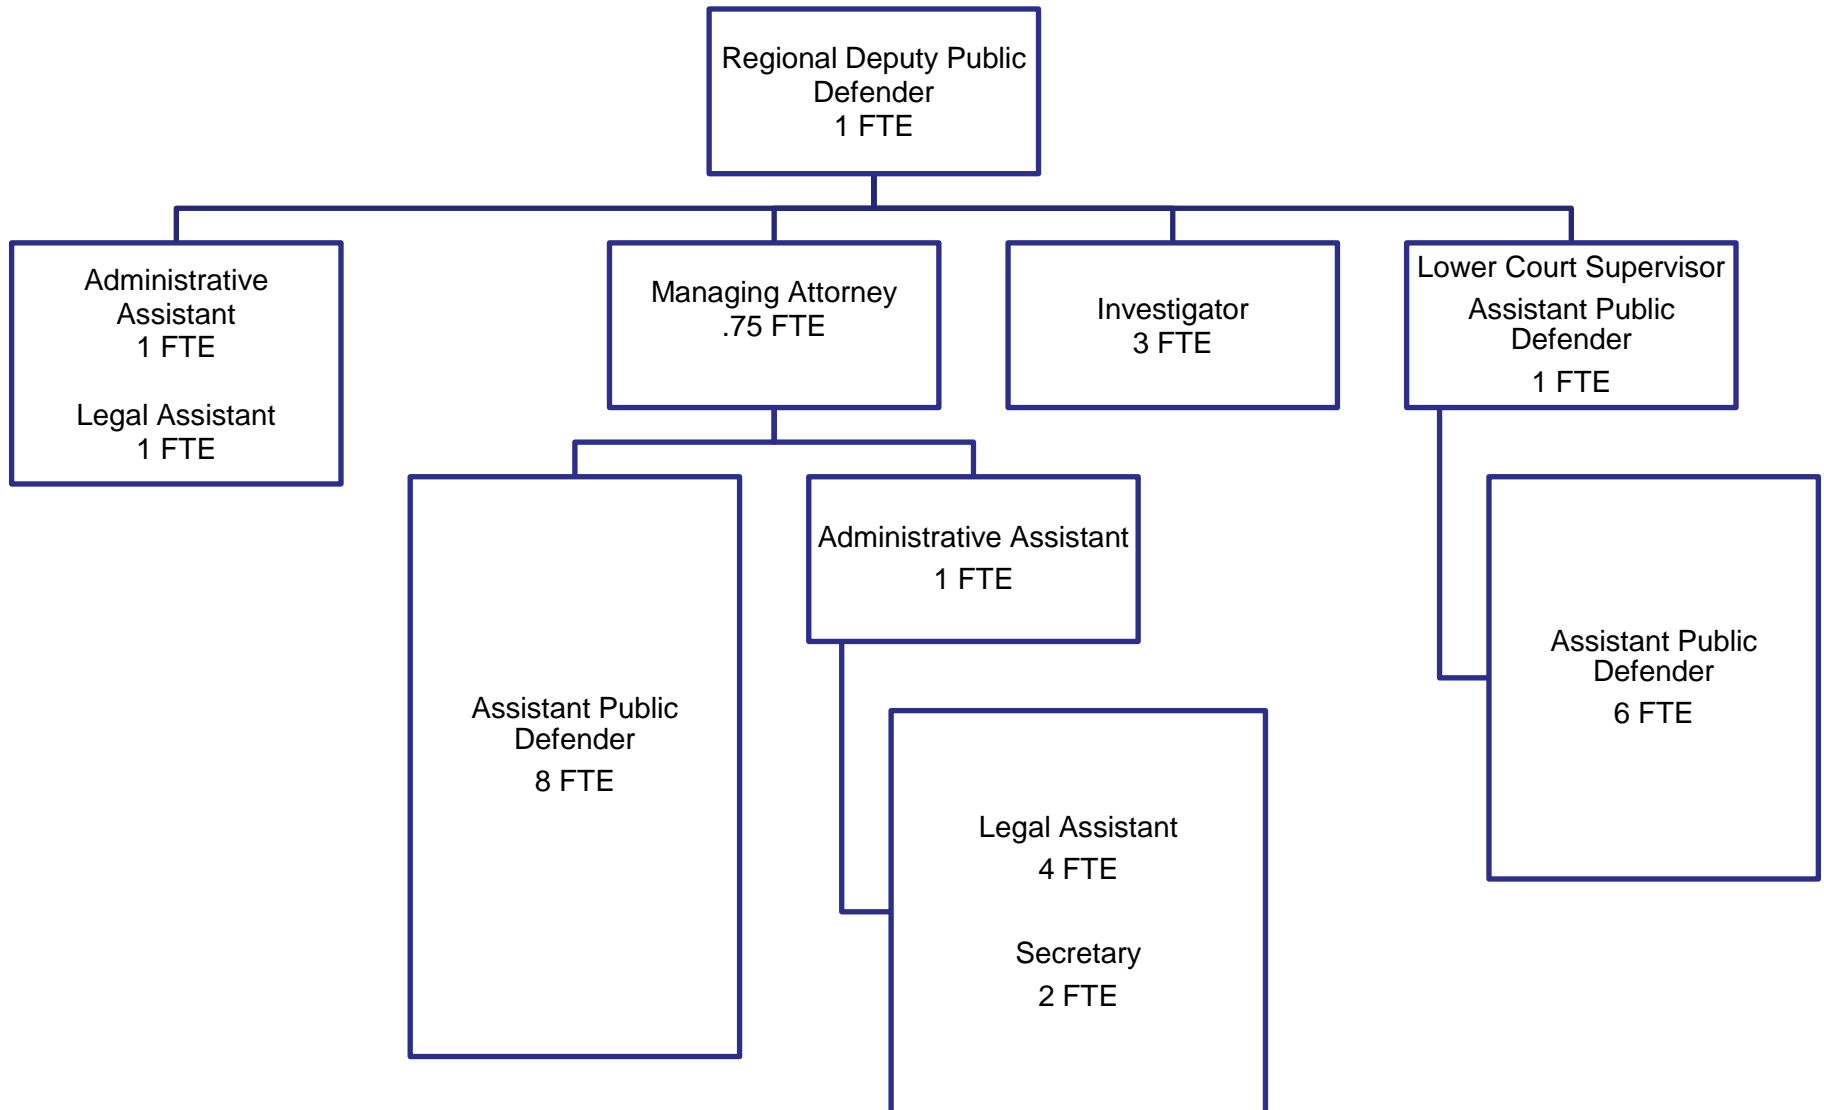 Regional Deputy Public
Defender
1 FTE
Administrative
Assistant
1 FTE
Legal Assistant
1 FTE
Managing Attorney
.75 FTE
Investigator
3 FTE
Lower Court Supervisor
Assistant Public
Defender
1 FTE
Assistant Public
Defender
8 FTE
Administrative Assistant
1 FTE
Legal Assistant
4 FTE
Secretary
2 FTE
Assistant Public
Defender
6 FTE